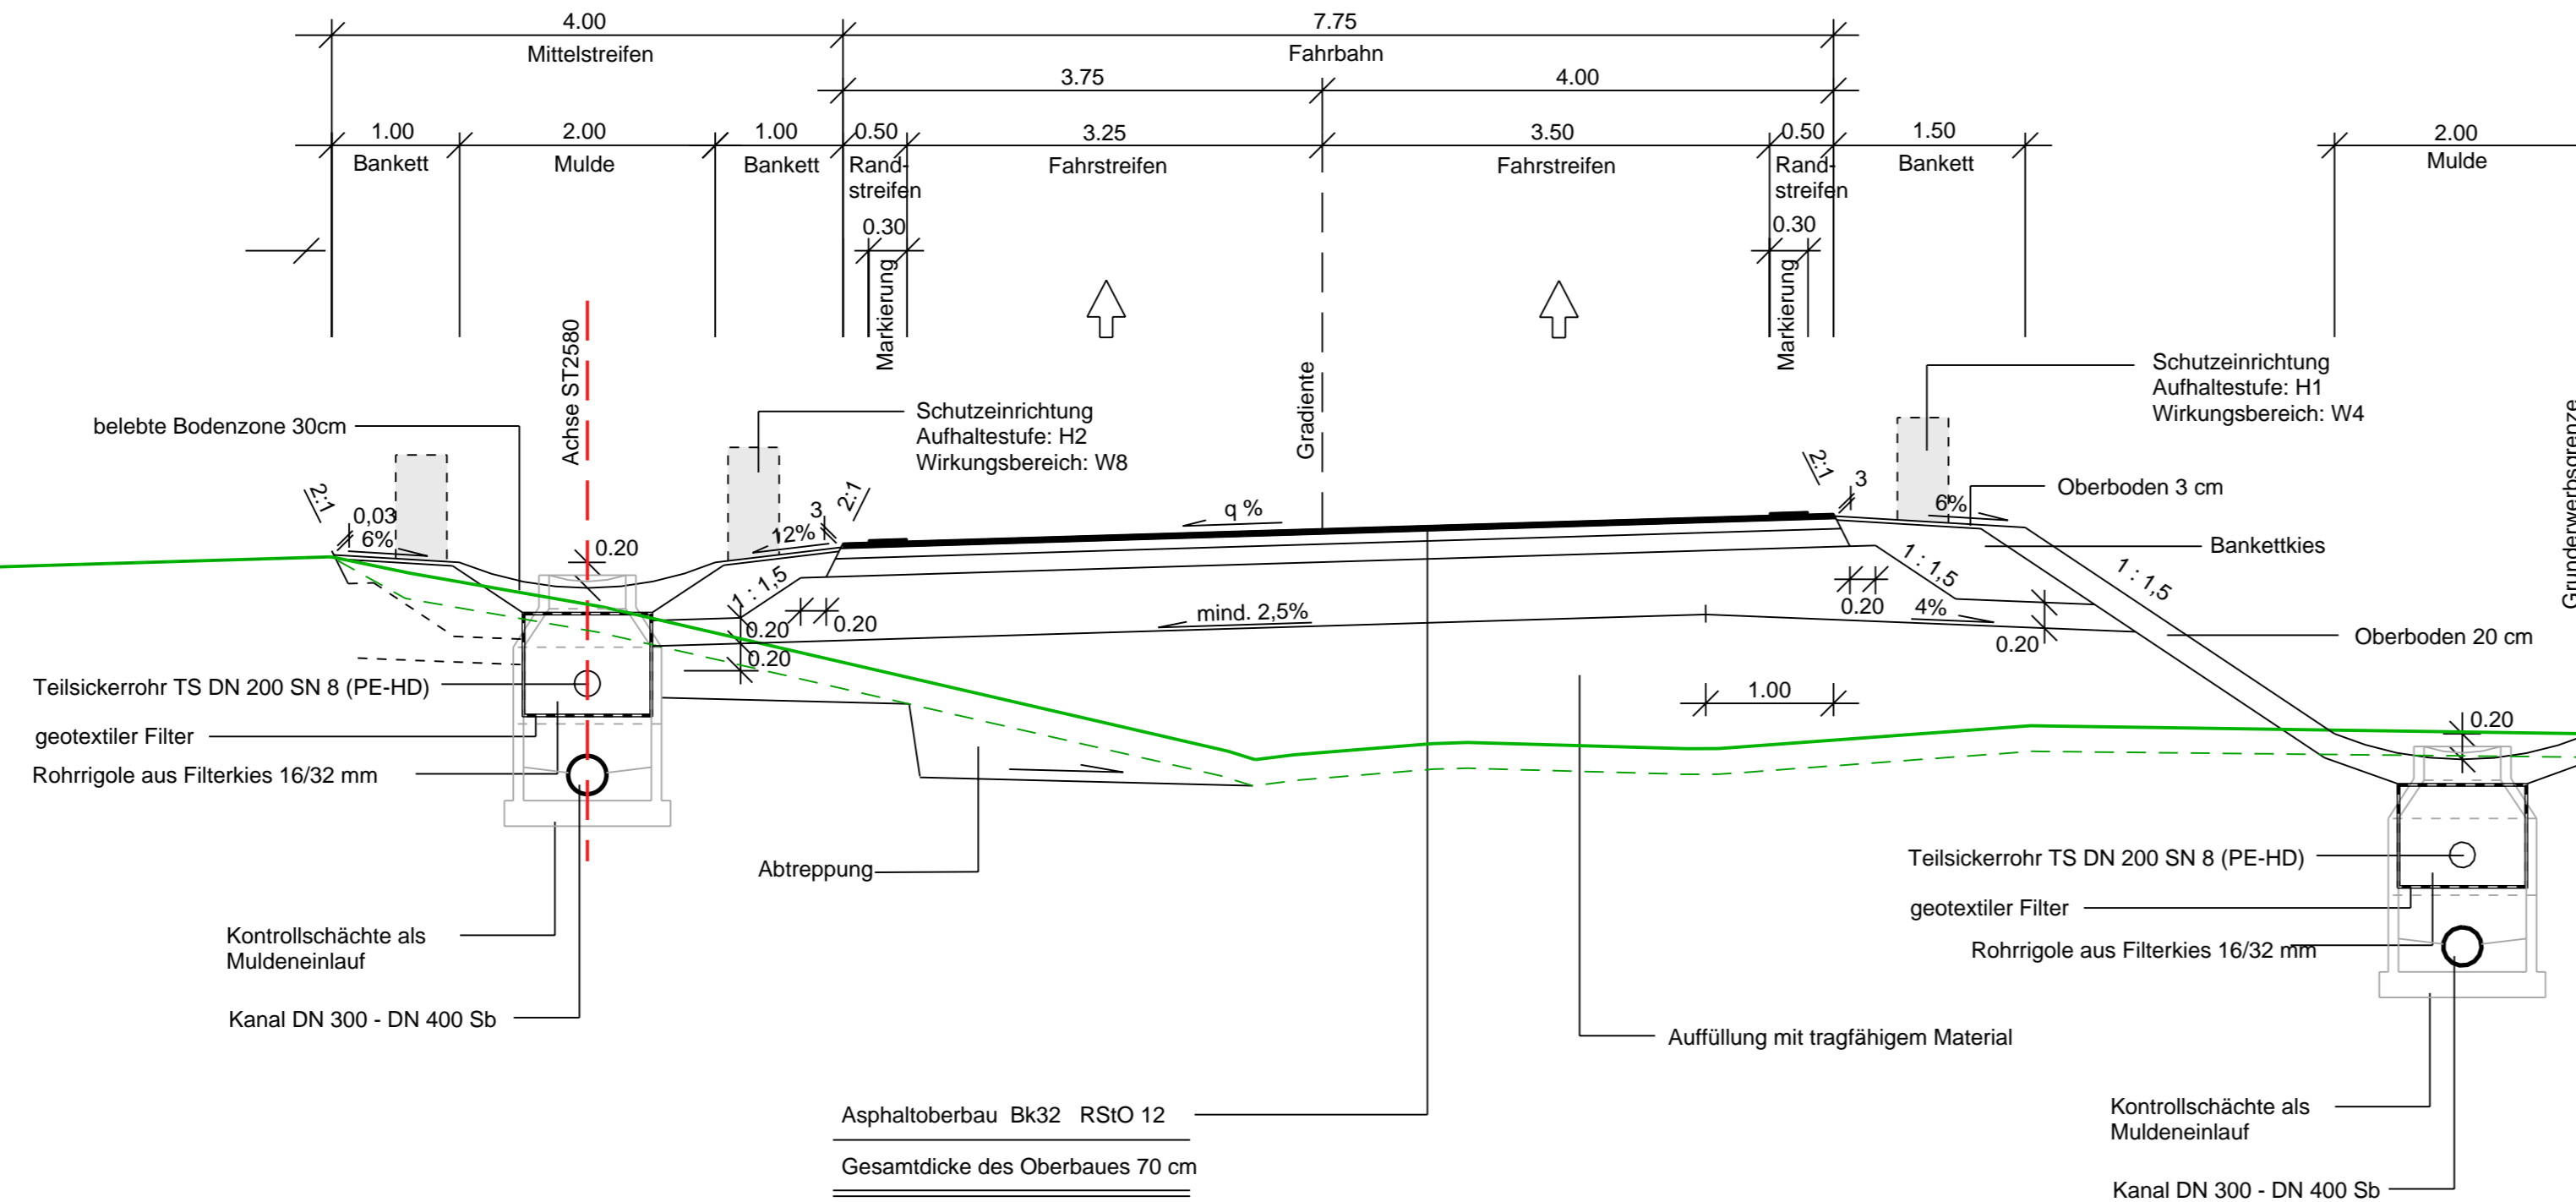 4.00
7.75
Mittelstreifen
Fahrbahn
3.75
4.00
1.00
2.00
1.00
0.50
3.25
3.50
0.50
1.50
2.00
Bankett
Mulde
Bankett
Rand-
streifen
Fahrstreifen
Fahrstreifen
Rand-
streifen
Bankett
Mulde
0.30
0.30
Markierung
Markierung
Achse ST2580
Gradiente
Grunderwerbsgrenze
Schutzeinrichtung
Aufhaltestufe: H1
Wirkungsbereich: W4
Schutzeinrichtung
Aufhaltestufe: H2
Wirkungsbereich: W8
belebte Bodenzone 30cm
2:1
0,03
6%
0.20
12%
3
2:1
q %
2:1
3
6%
Oberboden 3 cm
Bankettkies
1 : 1,5
1 : 1,5
1 : 1,5
0.20
0.20
0.20
mind. 2,5%
0.20
4%
0.20
Oberboden 20 cm
1.00
0.20
Teilsickerrohr TS DN 200 SN 8 (PE-HD)
geotextiler Filter
Rohrrigole aus Filterkies 16/32 mm
Abtreppung
Kontrollschächte als
Muldeneinlauf
Kanal DN 300 - DN 400 Sb
Teilsickerrohr TS DN 200 SN 8 (PE-HD)
geotextiler Filter
Rohrrigole aus Filterkies 16/32 mm
Auffüllung mit tragfähigem Material
Asphaltoberbau Bk32 RStO 12
Gesamtdicke des Oberbaues 70 cm
Kontrollschächte als
Muldeneinlauf
Kanal DN 300 - DN 400 Sb